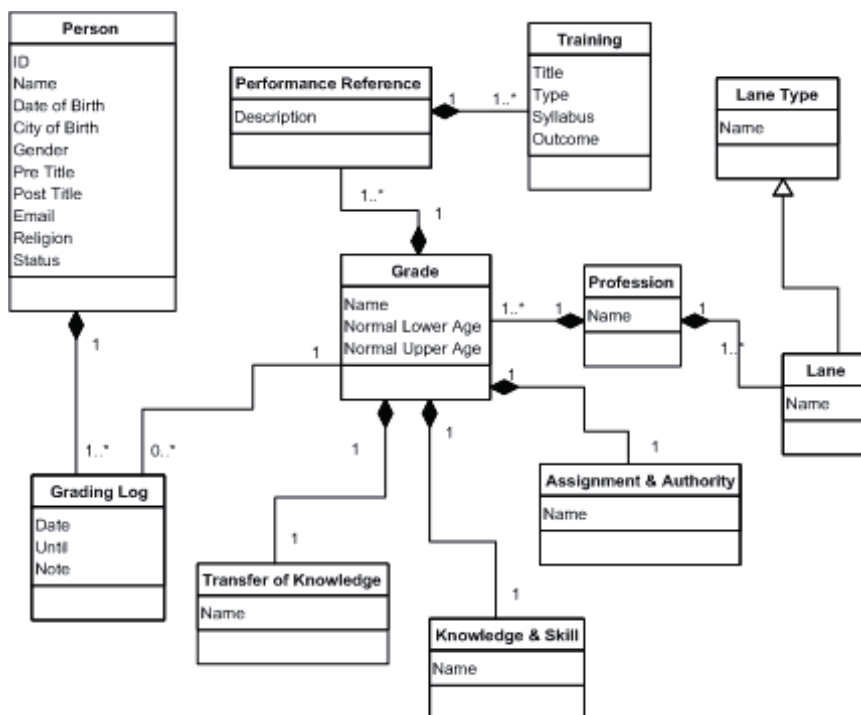 Person
ID
Name
Date of Birth
City of Birth
Gender
Pre Title
Post Title
Email
Religion
Status
Performance Reference
Description
1
1..*
Training
Title
Type
Syllabus
Outcome
Lane Type
Name
1..*
1
Grade
Name
Normal Lower Age
Normal Upper Age
1..*
1
Profession
Name
1
1..*
Lane
Name
1
1
1..*
0..*
Grading Log
Date
Until
Note
1
1
Transfer of Knowledge
Name
1
1
Knowledge & Skill
Name
1
1
Assignment & Authority
Name